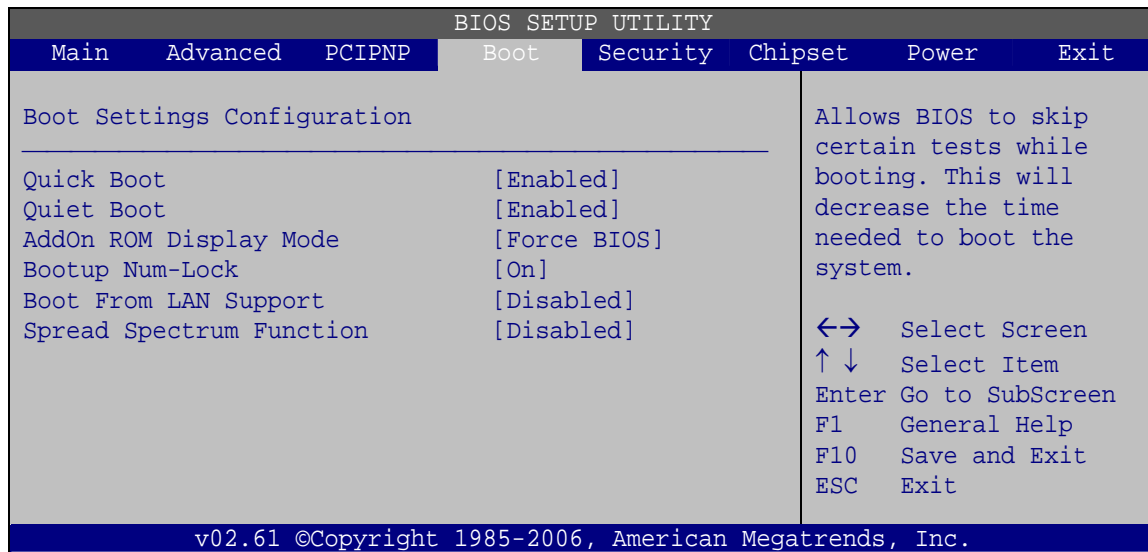 BIOS SETUP UTILITY
Main Advanced PCIPNP Boot Security Chipset Power Exit
Boot Settings Configuration
Quick Boot [Enabled]
Quiet Boot [Enabled]
AddOn ROM Display Mode [Force BIOS]
Bootup Num-Lock [On]
Boot From LAN Support [Disabled]
Spread Spectrum Function [Disabled]
Allows BIOS to skip
certain tests while
booting. This will
decrease the time
needed to boot the
system.
←→ Select Screen
↑ ↓ Select Item
Enter Go to SubScreen
F1 General Help
F10 Save and Exit
ESC Exit
v02.61 ©Copyright 1985-2006, American Megatrends, Inc.